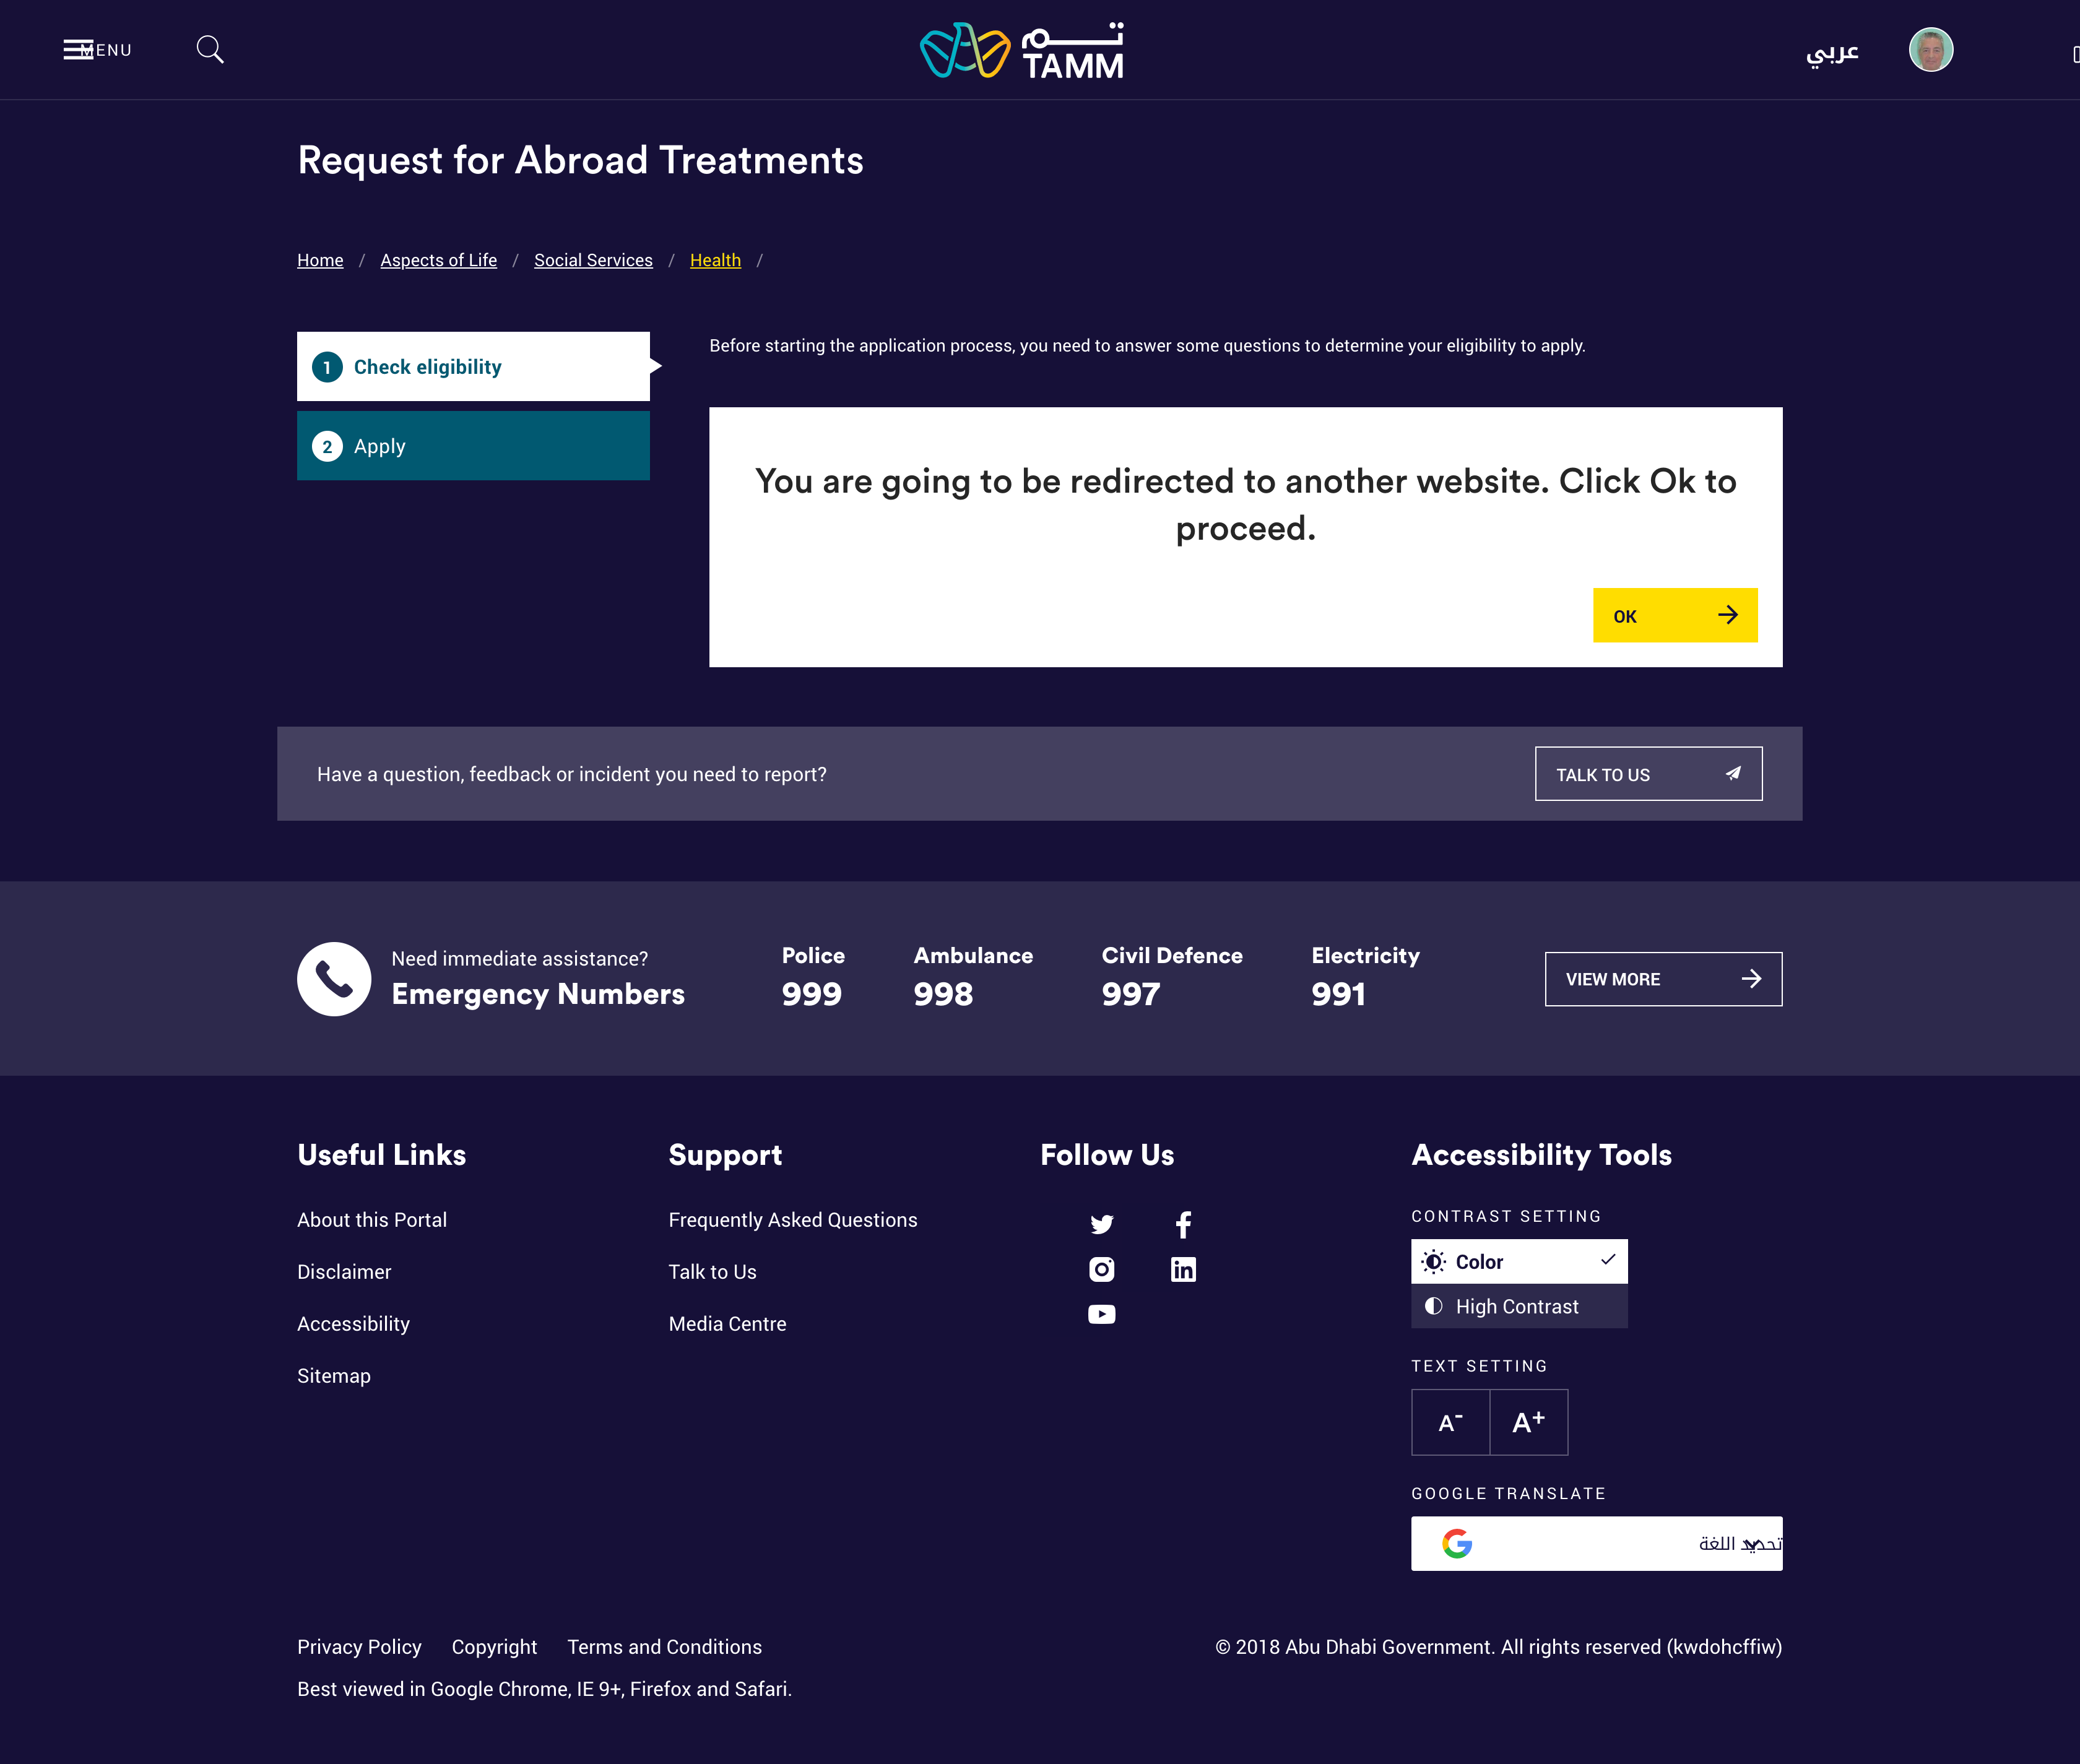 MENU
تـــم
TAMM
عربي
Request for Abroad Treatments
Home / Aspects of Life / Social Services / Health /
1 Check eligibility
2 Apply
Before starting the application process, you need to answer some questions to determine your eligibility to apply.
You are going to be redirected to another website. Click Ok to
proceed.
OK
Have a question, feedback or incident you need to report?
TALK TO US
Need immediate assistance?
Emergency Numbers
Police
999
Ambulance
998
Civil Defence
997
Electricity
991
VIEW MORE
Useful Links
About this Portal
Disclaimer
Accessibility
Sitemap
Support
Frequently Asked Questions
Talk to Us
Media Centre
Follow Us
Accessibility Tools
CONTRAST SETTING
Color
High Contrast
TEXT SETTING
A-
A+
GOOGLE TRANSLATE
تحديد اللغة
Privacy Policy Copyright Terms and Conditions
© 2018 Abu Dhabi Government. All rights reserved (kwdohcffiw)
Best viewed in Google Chrome, IE 9+, Firefox and Safari.